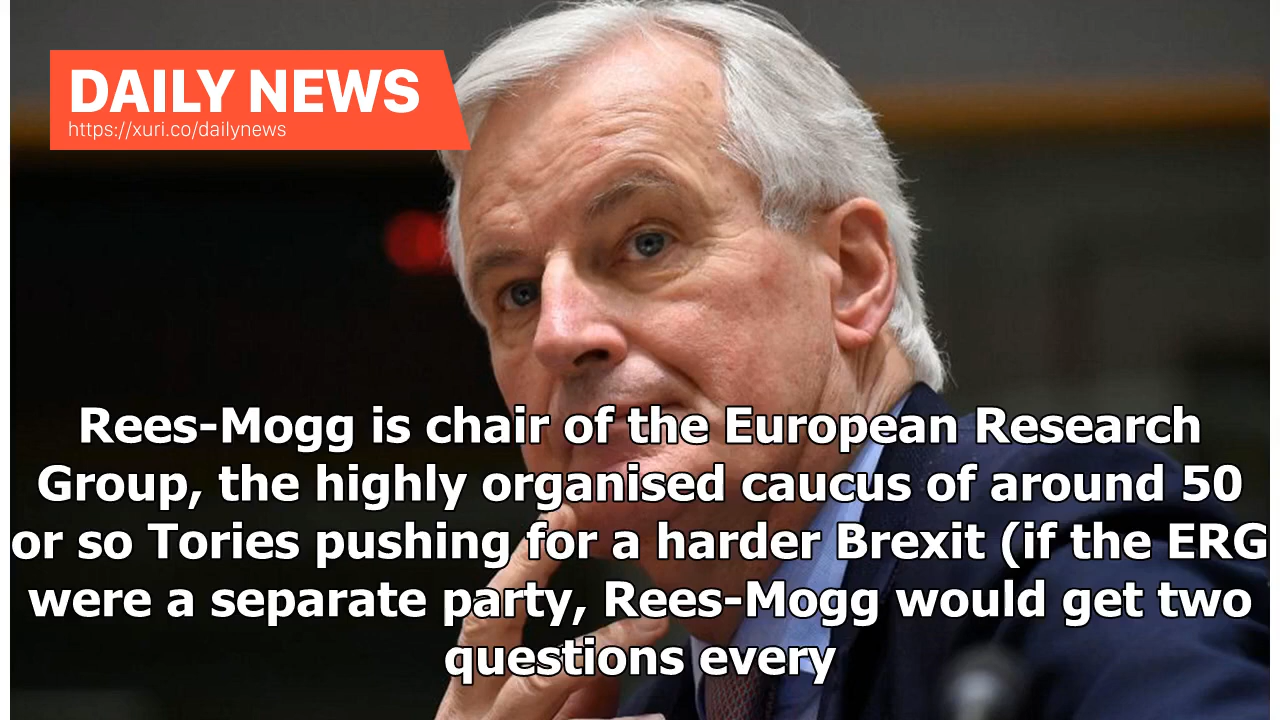 DAILY NEWS
https://xuri.co/dailynews
Rees-Mogg is chair of the European Research
Group, the highly organised caucus of around 50
or so Tories pushing for a harder Brexit (if the ERG
were a separate party, Rees-Mogg would get two
questions every